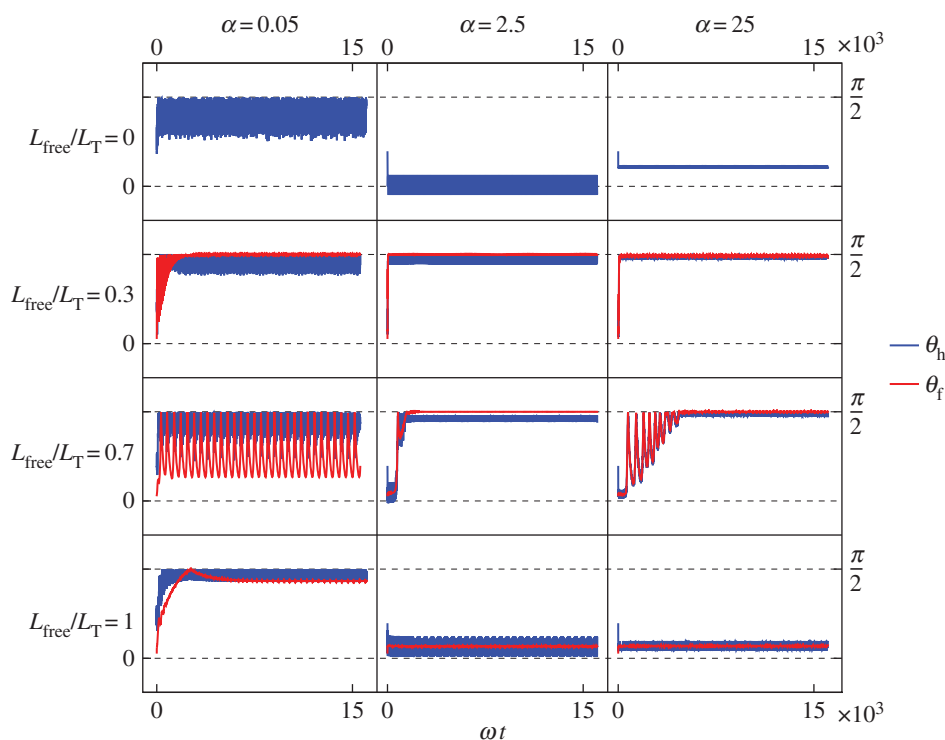 α = 0.05 α = 2.5 α = 25
0 15 0 15 0 15 ×10³
L_free/L_T = 0
π/2
0
L_free/L_T = 0.3
π/2
0
θ_h
θ_f
L_free/L_T = 0.7
π/2
0
L_free/L_T = 1
π/2
0
0 15 0 15 0 15 ×10³
ωt